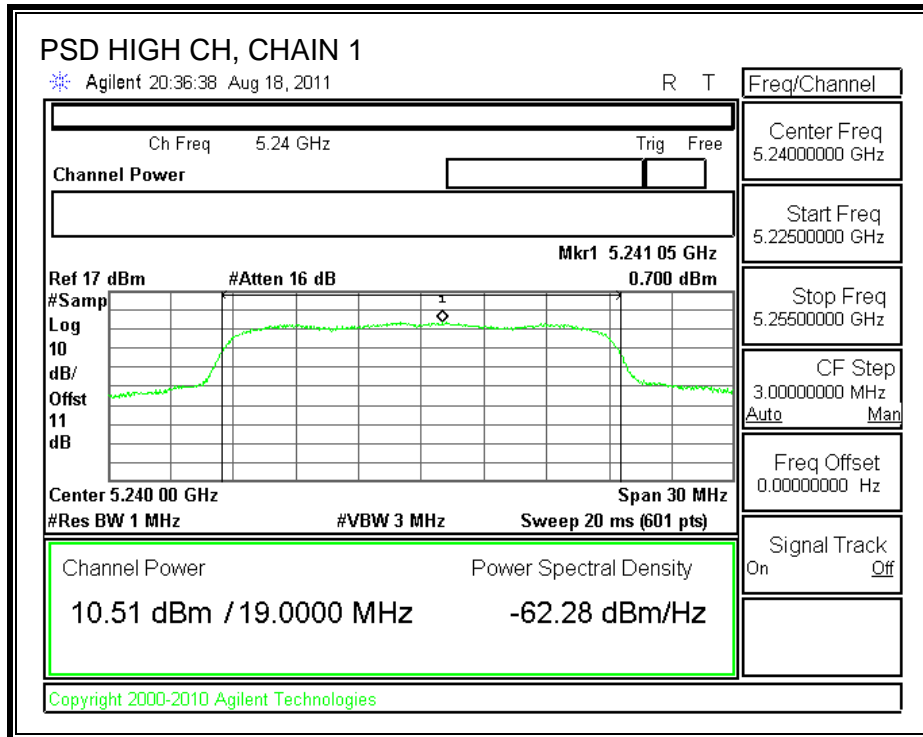 PSD HIGH CH, CHAIN 1
Agilent 20:36:38 Aug 18, 2011 R T
Freq/Channel
Ch Freq 5.24 GHz Trig Free
Channel Power
Mkr1 5.241 05 GHz
Ref 17 dBm #Atten 16 dB 0.700 dBm
#Samp
Log
10
dB/
Offst
11
dB
1
Center 5.240 00 GHz Span 30 MHz
#Res BW 1 MHz #VBW 3 MHz Sweep 20 ms (601 pts)
Channel Power Power Spectral Density
10.51 dBm / 19.0000 MHz -62.28 dBm/Hz
Center Freq
5.24000000 GHz
Start Freq
5.22500000 GHz
Stop Freq
5.25500000 GHz
CF Step
3.00000000 MHz
Auto Man
Freq Offset
0.00000000 Hz
Signal Track
On Off
Copyright 2000-2010 Agilent Technologies